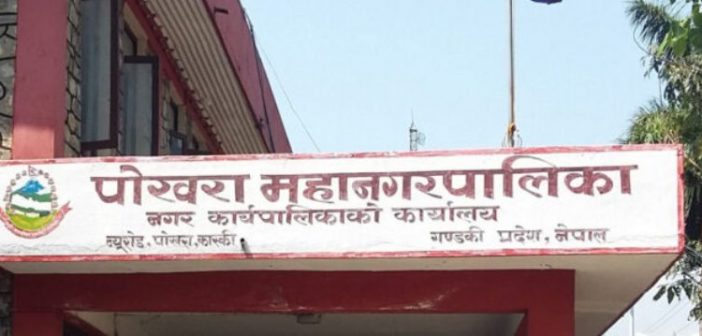 पोखरा महानगरपालिका
नगर कार्यपालिकाको कार्यालय
न्यूरोड, पोखरा, कास्की, गण्डकी प्रदेश, नेपाल